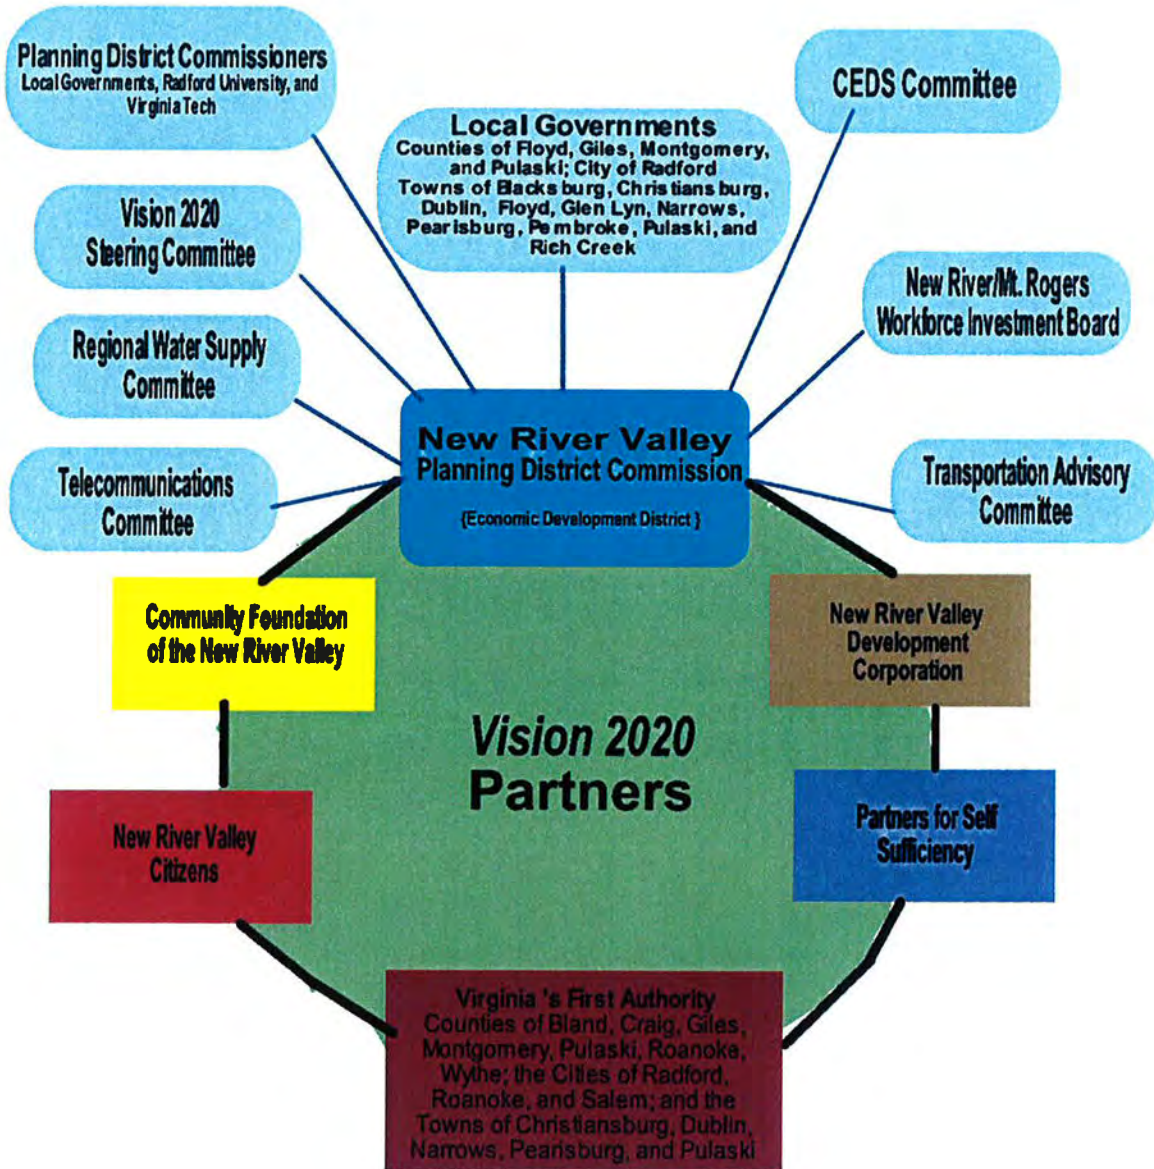 Planning District Commissioners
Local Governments, Radford University, and
Virginia Tech
CEDS Committee
Local Governments
Counties of Floyd, Giles, Montgomery,
and Pulaski; City of Radford
Towns of Blacksburg, Christiansburg,
Dublin, Floyd, Glen Lyn, Narrows,
Pearisburg, Pembroke, Pulaski, and
Rich Creek
Vision 2020
Steering Committee
New River/Mt. Rogers
Workforce Investment Board
Regional Water Supply
Committee
New River Valley
Planning District Commission
{Economic Development District }
Telecommunications
Committee
Transportation Advisory
Committee
Community Foundation
of the New River Valley
New River Valley
Development
Corporation
Vision 2020
Partners
New River Valley
Citizens
Partners for Self
Sufficiency
Virginia 's First Authority
Counties of Bland, Craig, Giles,
Montgomery, Pulaski, Roanoke,
Wythe; the Cities of Radford,
Roanoke, and Salem; and the
Towns of Christiansburg, Dublin,
Narrows, Pearisburg, and Pulaski